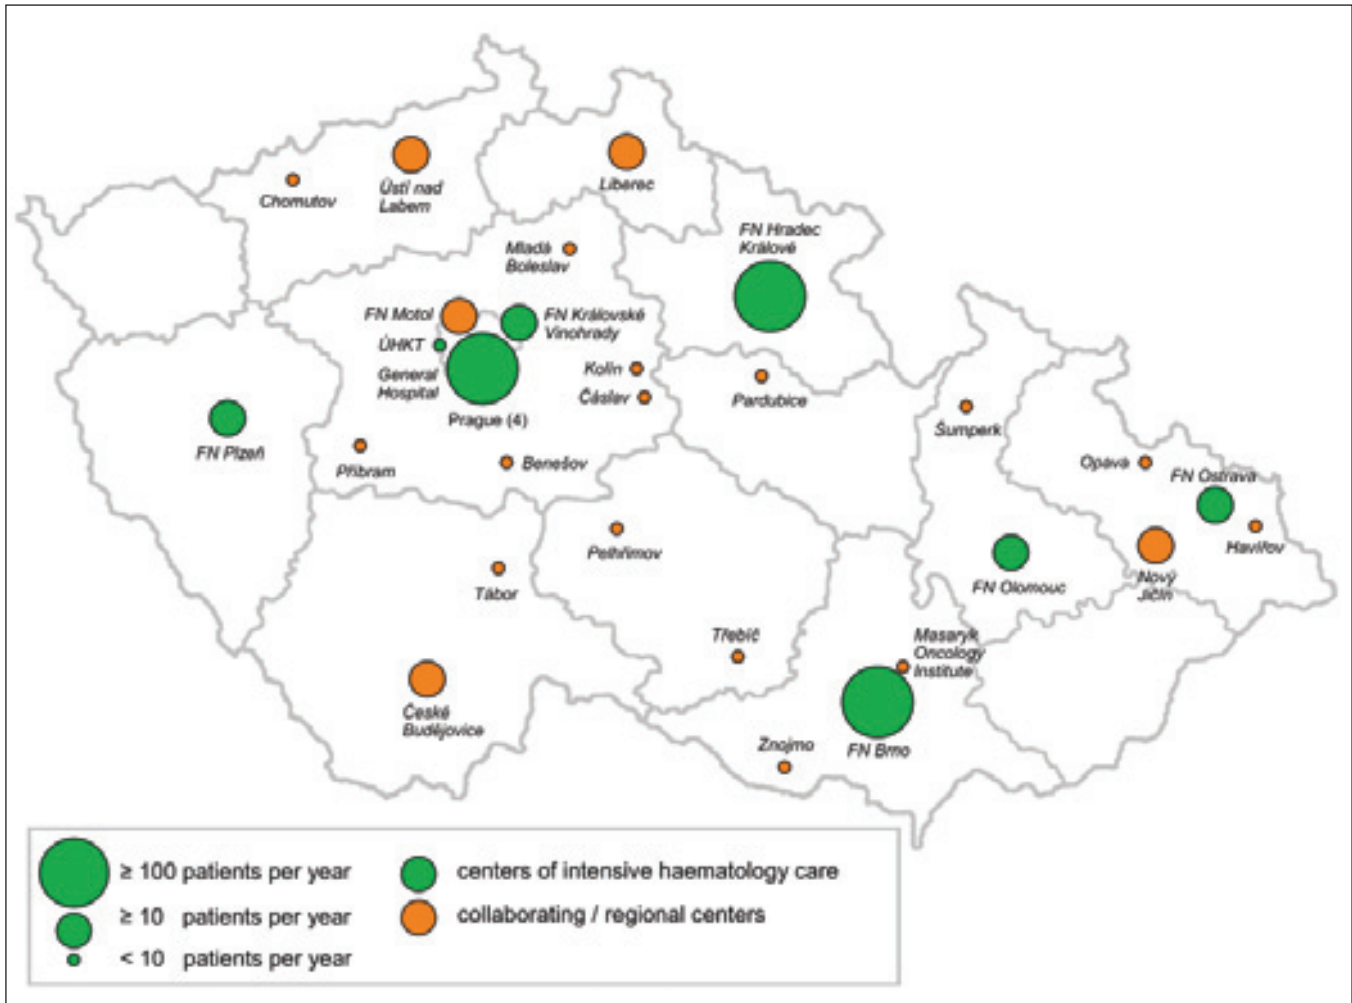 Chomutov
Ústí nad
Labem
Liberec
FN Hradec
Králové
Mladá
Boleslav
FN Motol
FN Královské
Vinohrady
ÚHKT
General
Hospital
Prague (4)
Kolín
Čáslav
Pardubice
FN Plzeň
Příbram
Benešov
Šumperk
Opava
FN Ostrava
Havířov
Nový
Jičín
FN Olomouc
Pelhřimov
Tábor
Třebíč
Masaryk
Oncology
Institute
České
Budějovice
FN Brno
Znojmo
≥ 100 patients per year
≥ 10 patients per year
< 10 patients per year
centers of intensive haematology care
collaborating / regional centers